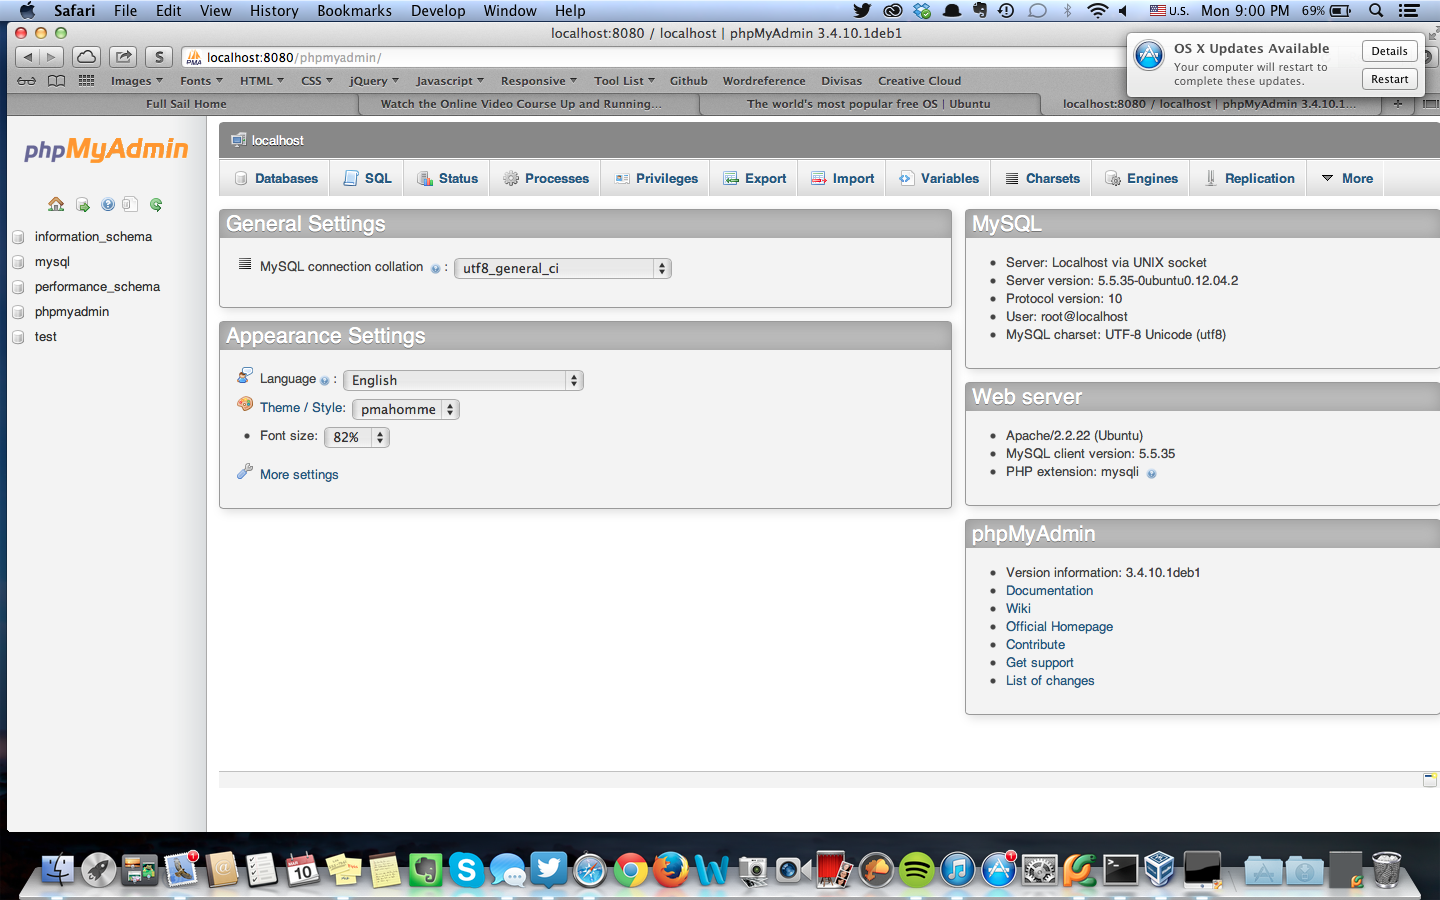 Safari File Edit View History Bookmarks Develop Window Help U.S. Mon 9:00 PM 69%
localhost:8080 / localhost | phpMyAdmin 3.4.10.1deb1
S PMA localhost:8080/phpmyadmin/
OS X Updates Available
Your computer will restart to
complete these updates.
Details
Restart
Images Fonts HTML CSS jQuery Javascript Responsive Tool List Github Wordreference Divisas Creative Cloud
Full Sail Home Watch the Online Video Course Up and Running... The world's most popular free OS | Ubuntu localhost:8080 / localhost | phpMyAdmin 3.4.10.1...
phpMyAdmin
information_schema
mysql
performance_schema
phpmyadmin
test
localhost
Databases SQL Status Processes Privileges Export Import Variables Charsets Engines Replication More
General Settings
MySQL connection collation : utf8_general_ci
Appearance Settings
Language : English
Theme / Style: pmahomme
Font size: 82%
More settings
MySQL
Server: Localhost via UNIX socket
Server version: 5.5.35-0ubuntu0.12.04.2
Protocol version: 10
User: root@localhost
MySQL charset: UTF-8 Unicode (utf8)
Web server
Apache/2.2.22 (Ubuntu)
MySQL client version: 5.5.35
PHP extension: mysqli
phpMyAdmin
Version information: 3.4.10.1deb1
Documentation
Wiki
Official Homepage
Contribute
Get support
List of changes
1 10 1